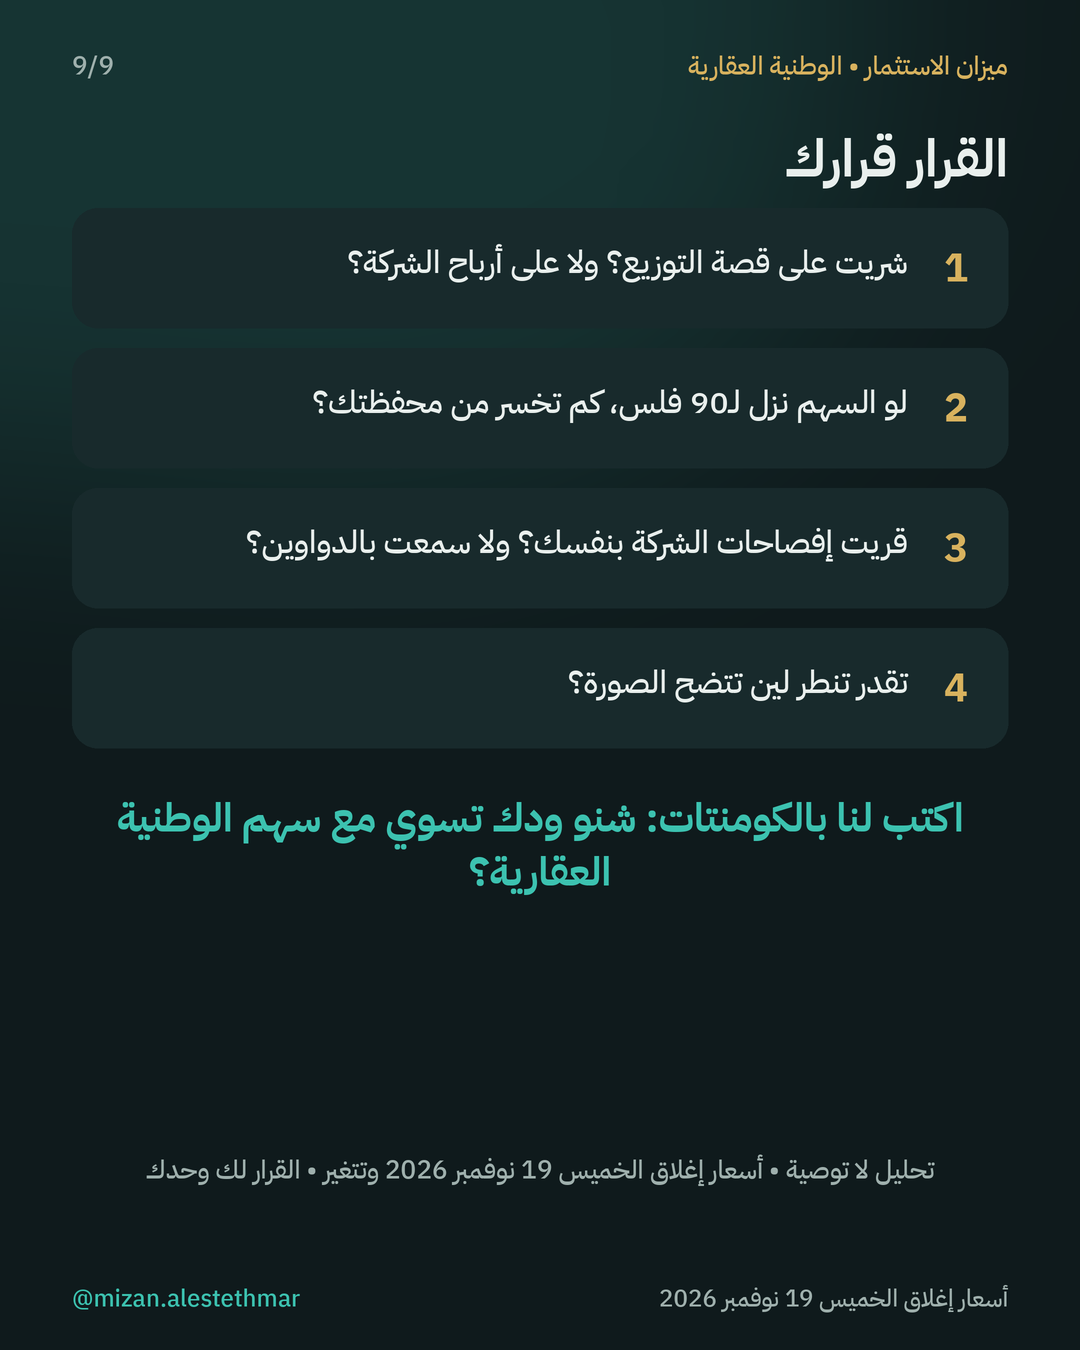 ميزان الاستثمار • الوطنية العقارية
9/9
القرار قرارك
1 شريت على قصة التوزيع؟ ولا على أرباح الشركة؟
2 لو السهم نزل لـ90 فلس، كم تخسر من محفظتك؟
3 قريت إفصاحات الشركة بنفسك؟ ولا سمعت بالدواوين؟
4 تقدر تنطر لين تتضح الصورة؟
اكتب لنا بالكومنتات: شنو ودك تسوي مع سهم الوطنية
العقارية؟
تحليل لا توصية • أسعار إغلاق الخميس 19 نوفمبر 2026 وتتغير • القرار لك وحدك
أسعار إغلاق الخميس 19 نوفمبر 2026
@mizan.alestethmar